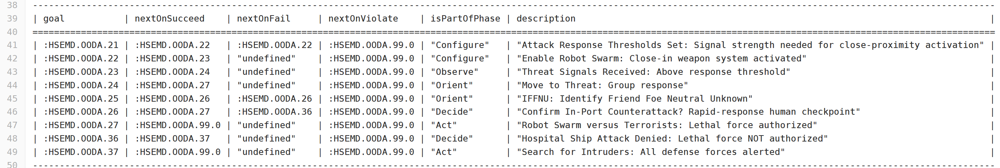 38 --------------------------------------------------------------------------------------------------------------------------------------------------------------------------------------
39 | goal           | nextOnSucceed    | nextOnFail     | nextOnViolate    | isPartOfPhase | description                                                                             |
40 ======================================================================================================================================================================================
41 | :HSEMD.OODA.21 | :HSEMD.OODA.22   | :HSEMD.OODA.22 | :HSEMD.OODA.99.0 | "Configure"   | "Attack Response Thresholds Set: Signal strength needed for close-proximity activation" |
42 | :HSEMD.OODA.22 | :HSEMD.OODA.23   | "undefined"    | :HSEMD.OODA.99.0 | "Configure"   | "Enable Robot Swarm: Close-in weapon system activated"                                  |
43 | :HSEMD.OODA.23 | :HSEMD.OODA.24   | "undefined"    | :HSEMD.OODA.99.0 | "Observe"     | "Threat Signals Received: Above response threshold"                                     |
44 | :HSEMD.OODA.24 | :HSEMD.OODA.27   | "undefined"    | :HSEMD.OODA.99.0 | "Orient"      | "Move to Threat: Group response"                                                        |
45 | :HSEMD.OODA.25 | :HSEMD.OODA.26   | :HSEMD.OODA.26 | :HSEMD.OODA.99.0 | "Orient"      | "IFFNU: Identify Friend Foe Neutral Unknown"                                            |
46 | :HSEMD.OODA.26 | :HSEMD.OODA.27   | :HSEMD.OODA.36 | :HSEMD.OODA.99.0 | "Decide"      | "Confirm In-Port Counterattack? Rapid-response human checkpoint"                        |
47 | :HSEMD.OODA.27 | :HSEMD.OODA.99.0 | "undefined"    | :HSEMD.OODA.99.0 | "Act"         | "Robot Swarm versus Terrorists: Lethal force authorized"                                |
48 | :HSEMD.OODA.36 | :HSEMD.OODA.37   | "undefined"    | :HSEMD.OODA.99.0 | "Decide"      | "Hospital Ship Attack Denied: Lethal force NOT authorized"                              |
49 | :HSEMD.OODA.37 | :HSEMD.OODA.99.0 | "undefined"    | :HSEMD.OODA.99.0 | "Act"         | "Search for Intruders: All defense forces alerted"                                      |
50 --------------------------------------------------------------------------------------------------------------------------------------------------------------------------------------